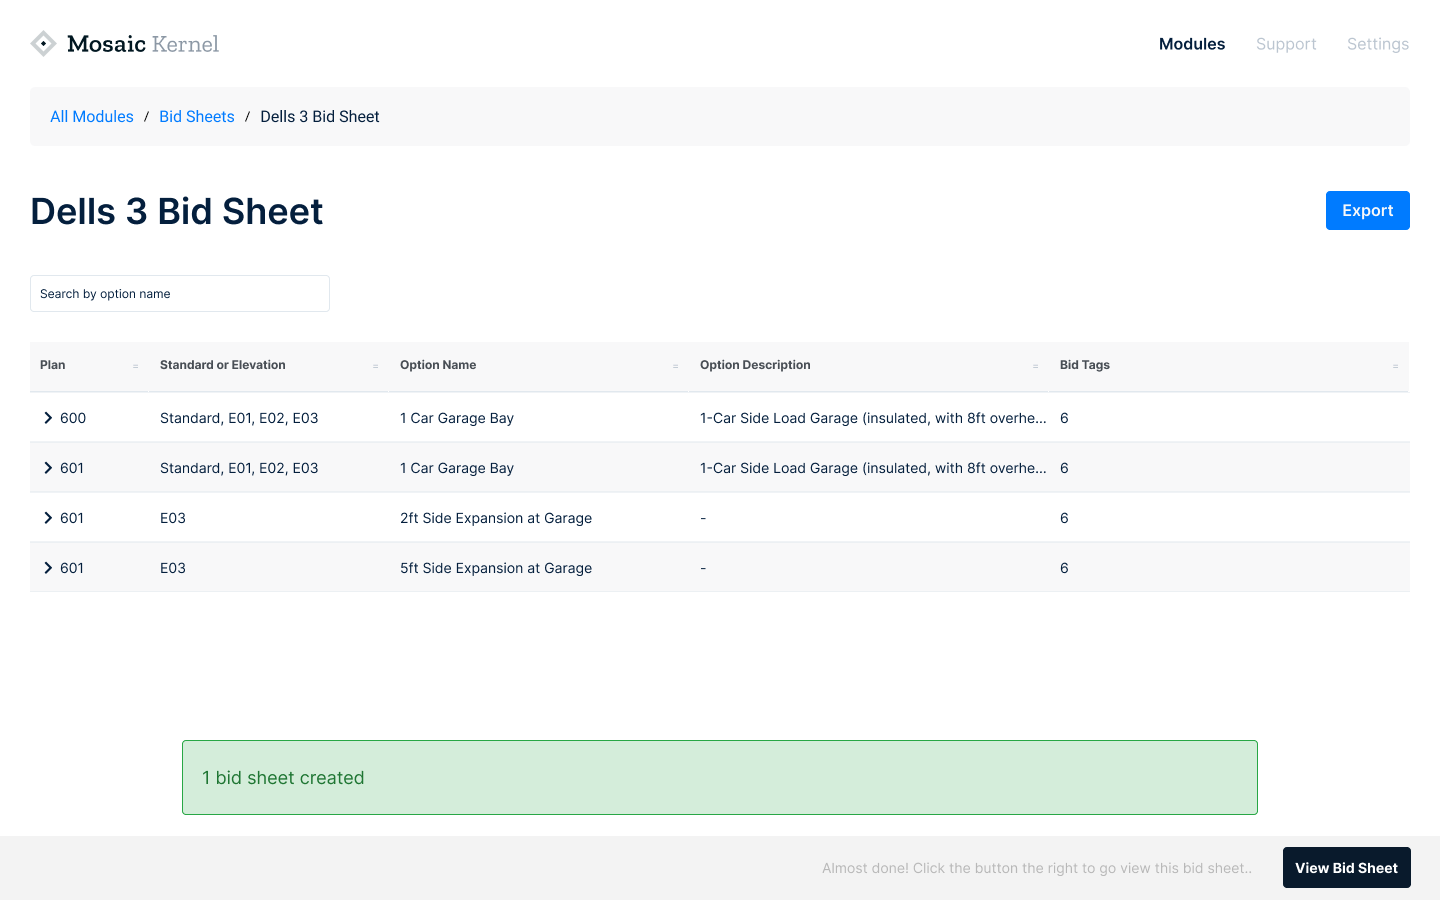 Mosaic Kernel
Modules Support Settings
All Modules / Bid Sheets / Dells 3 Bid Sheet
Dells 3 Bid Sheet
Export
Search by option name
Plan = Standard or Elevation = Option Name = Option Description = Bid Tags =
600 Standard, E01, E02, E03 1 Car Garage Bay 1-Car Side Load Garage (insulated, with 8ft overhe... 6
601 Standard, E01, E02, E03 1 Car Garage Bay 1-Car Side Load Garage (insulated, with 8ft overhe... 6
601 E03 2ft Side Expansion at Garage - 6
601 E03 5ft Side Expansion at Garage - 6
1 bid sheet created
Almost done! Click the button the right to go view this bid sheet.. View Bid Sheet